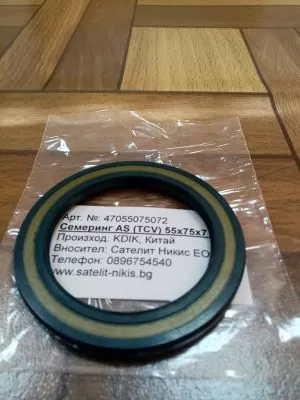 Арт. №: 47055075072
Семеринг AS (TCV) 55x75x7
Произход: KDIK, Китай
Вносител: Сателит Никис ЕО
Телефон: 0896754540
www.satelit-nikis.bg